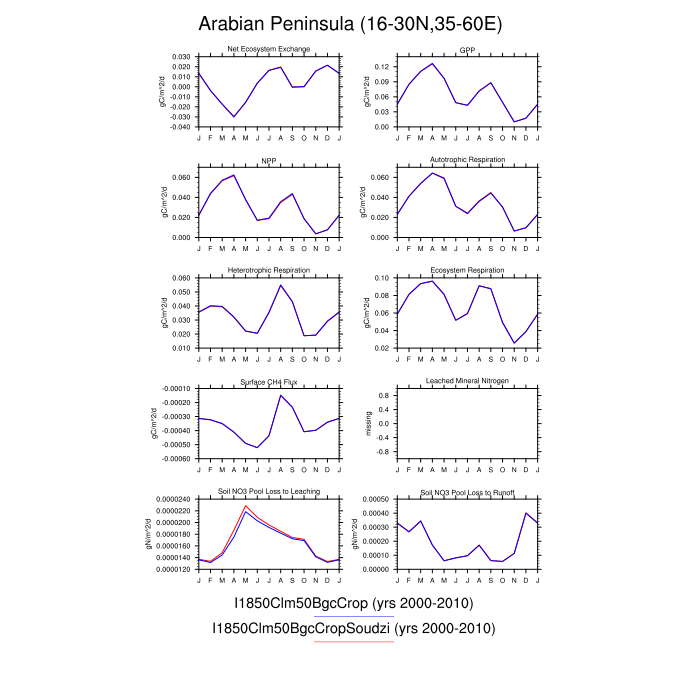 Arabian Peninsula (16-30N,35-60E)
Net Ecosystem Exchange
gC/m^2/d
0.030
0.020
0.010
0.000
-0.010
-0.020
-0.030
-0.040
J F M A M J J A S O N D J
GPP
gC/m^2/d
0.12
0.09
0.06
0.03
0.00
J F M A M J J A S O N D J
NPP
gC/m^2/d
0.060
0.040
0.020
0.000
J F M A M J J A S O N D J
Autotrophic Respiration
gC/m^2/d
0.060
0.040
0.020
0.000
J F M A M J J A S O N D J
Heterotrophic Respiration
gC/m^2/d
0.060
0.050
0.040
0.030
0.020
0.010
J F M A M J J A S O N D J
Ecosystem Respiration
gC/m^2/d
0.10
0.08
0.06
0.04
0.02
J F M A M J J A S O N D J
Surface CH4 Flux
gC/m^2/d
-0.00010
-0.00020
-0.00030
-0.00040
-0.00050
-0.00060
J F M A M J J A S O N D J
Leached Mineral Nitrogen
missing
0.8
0.4
0.0
-0.4
-0.8
J F M A M J J A S O N D J
Soil NO3 Pool Loss to Leaching
gN/m^2/d
0.0000240
0.0000220
0.0000200
0.0000180
0.0000160
0.0000140
0.0000120
J F M A M J J A S O N D J
Soil NO3 Pool Loss to Runoff
gN/m^2/d
0.00050
0.00040
0.00030
0.00020
0.00010
0.00000
J F M A M J J A S O N D J
I1850Clm50BgcCrop (yrs 2000-2010)
I1850Clm50BgcCropSoudzi (yrs 2000-2010)